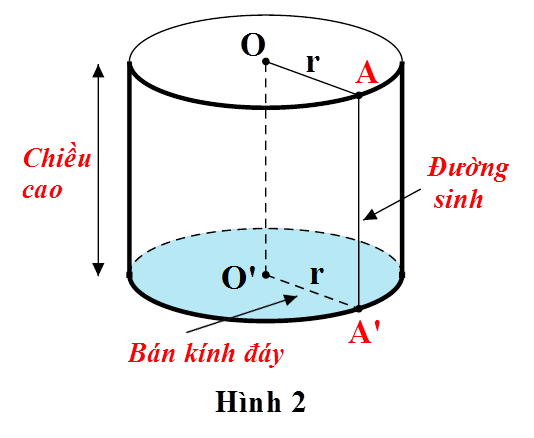 O
r
A
Chiều
cao
Đường
sinh
O'
r
A'
Bán kính đáy
Hình 2